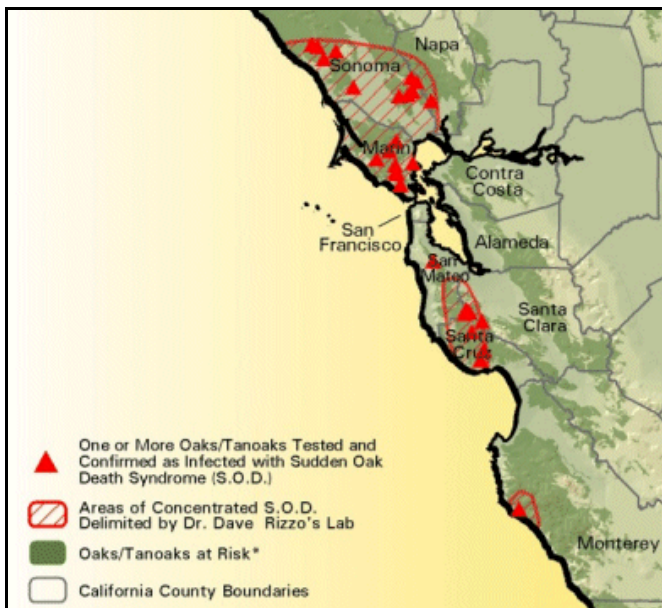 Napa
Sonoma
Marin
Contra
Costa
San
Francisco
Alameda
San
Mateo
Santa
Clara
Santa
Cruz
One or More Oaks/Tanoaks Tested and
Confirmed as Infected with Sudden Oak
Death Syndrome (S.O.D.)
Areas of Concentrated S.O.D.
Delimited by Dr. Dave Rizzo's Lab
Oaks/Tanoaks at Risk*
Monterey
California County Boundaries